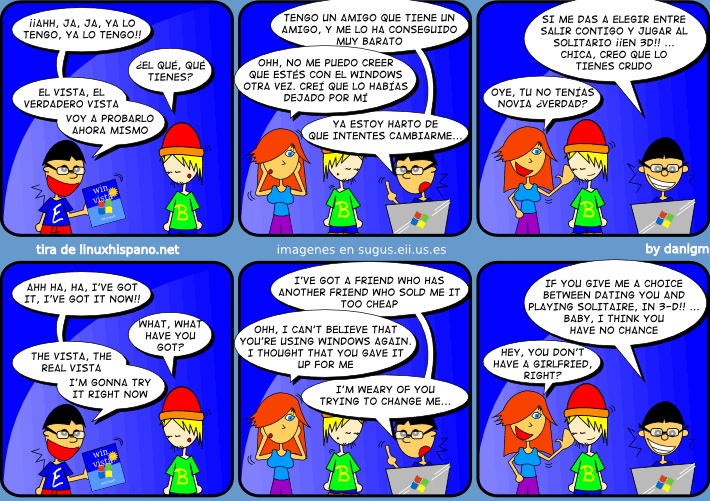 ¡¡AHH, JA, JA, YA LO
TENGO, YA LO TENGO!!
¿EL QUÉ, QUÉ
TIENES?
EL VISTA, EL
VERDADERO VISTA
VOY A PROBARLO
AHORA MISMO
win
vista
E
B
TENGO UN AMIGO QUE TIENE UN
AMIGO, Y ME LO HA CONSEGUIDO
MUY BARATO
OHH, NO ME PUEDO CREER
QUE ESTÉS CON EL WINDOWS
OTRA VEZ. CREÍ QUE LO HABÍAS
DEJADO POR MÍ
YA ESTOY HARTO DE
QUE INTENTES CAMBIARME...
B
SI ME DAS A ELEGIR ENTRE
SALIR CONTIGO Y JUGAR AL
SOLITARIO ¡¡EN 3D!! ...
CHICA, CREO QUE LO
TIENES CRUDO
OYE, TU NO TENÍAS
NOVIA ¿VERDAD?
B
tira de linuxhispano.net
imagenes en sugus.eii.us.es
by danigm
AHH HA, HA, I'VE GOT
IT, I'VE GOT IT NOW!!
WHAT, WHAT
HAVE YOU
GOT?
THE VISTA, THE
REAL VISTA
I'M GONNA TRY
IT RIGHT NOW
win
vista
E
B
I'VE GOT A FRIEND WHO HAS
ANOTHER FRIEND WHO SOLD ME IT
TOO CHEAP
OHH, I CAN'T BELIEVE THAT
YOU'RE USING WINDOWS AGAIN.
I THOUGHT THAT YOU GAVE IT
UP FOR ME
I'M WEARY OF YOU
TRYING TO CHANGE ME...
B
IF YOU GIVE ME A CHOICE
BETWEEN DATING YOU AND
PLAYING SOLITAIRE, IN 3-D!! ...
BABY, I THINK YOU
HAVE NO CHANCE
HEY, YOU DON'T
HAVE A GIRLFRIED,
RIGHT?
B